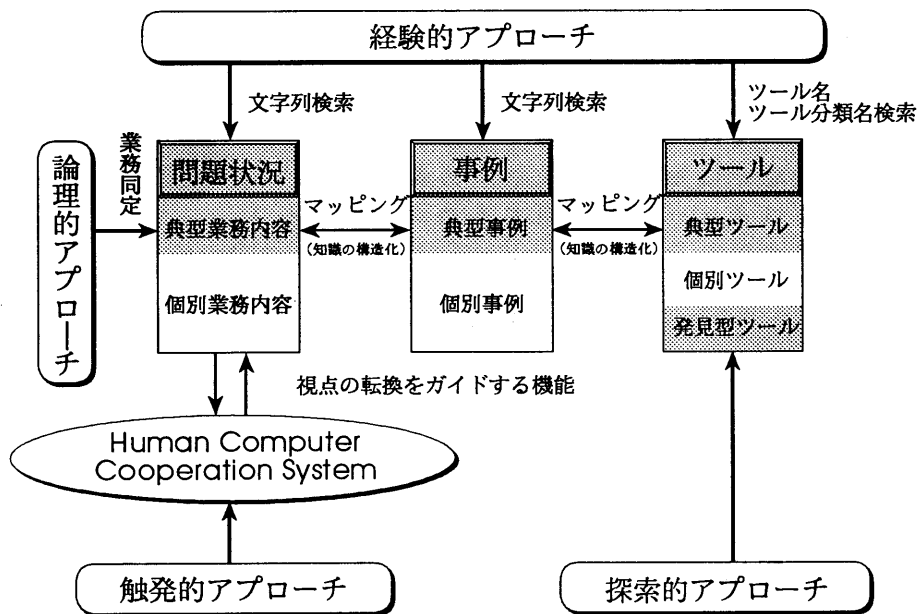 経験的アプローチ
文字列検索
文字列検索
ツール名
ツール分類名検索
論理的アプローチ
業務同定
問題状況
事例
ツール
典型業務内容
マッピング
(知識の構造化)
典型事例
マッピング
(知識の構造化)
典型ツール
個別業務内容
個別事例
個別ツール
発見型ツール
視点の転換をガイドする機能
Human Computer
Cooperation System
触発的アプローチ
探索的アプローチ